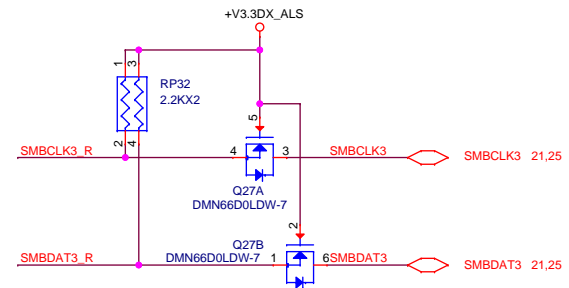 +V3.3DX_ALS
1
3
RP32
2.2KX2
5
2
4
SMBCLK3_R
4
3
SMBCLK3
SMBCLK3 21,25
Q27A
DMN66D0LDW-7
2
Q27B
DMN66D0LDW-7
SMBDAT3_R
1
6
SMBDAT3
SMBDAT3 21,25